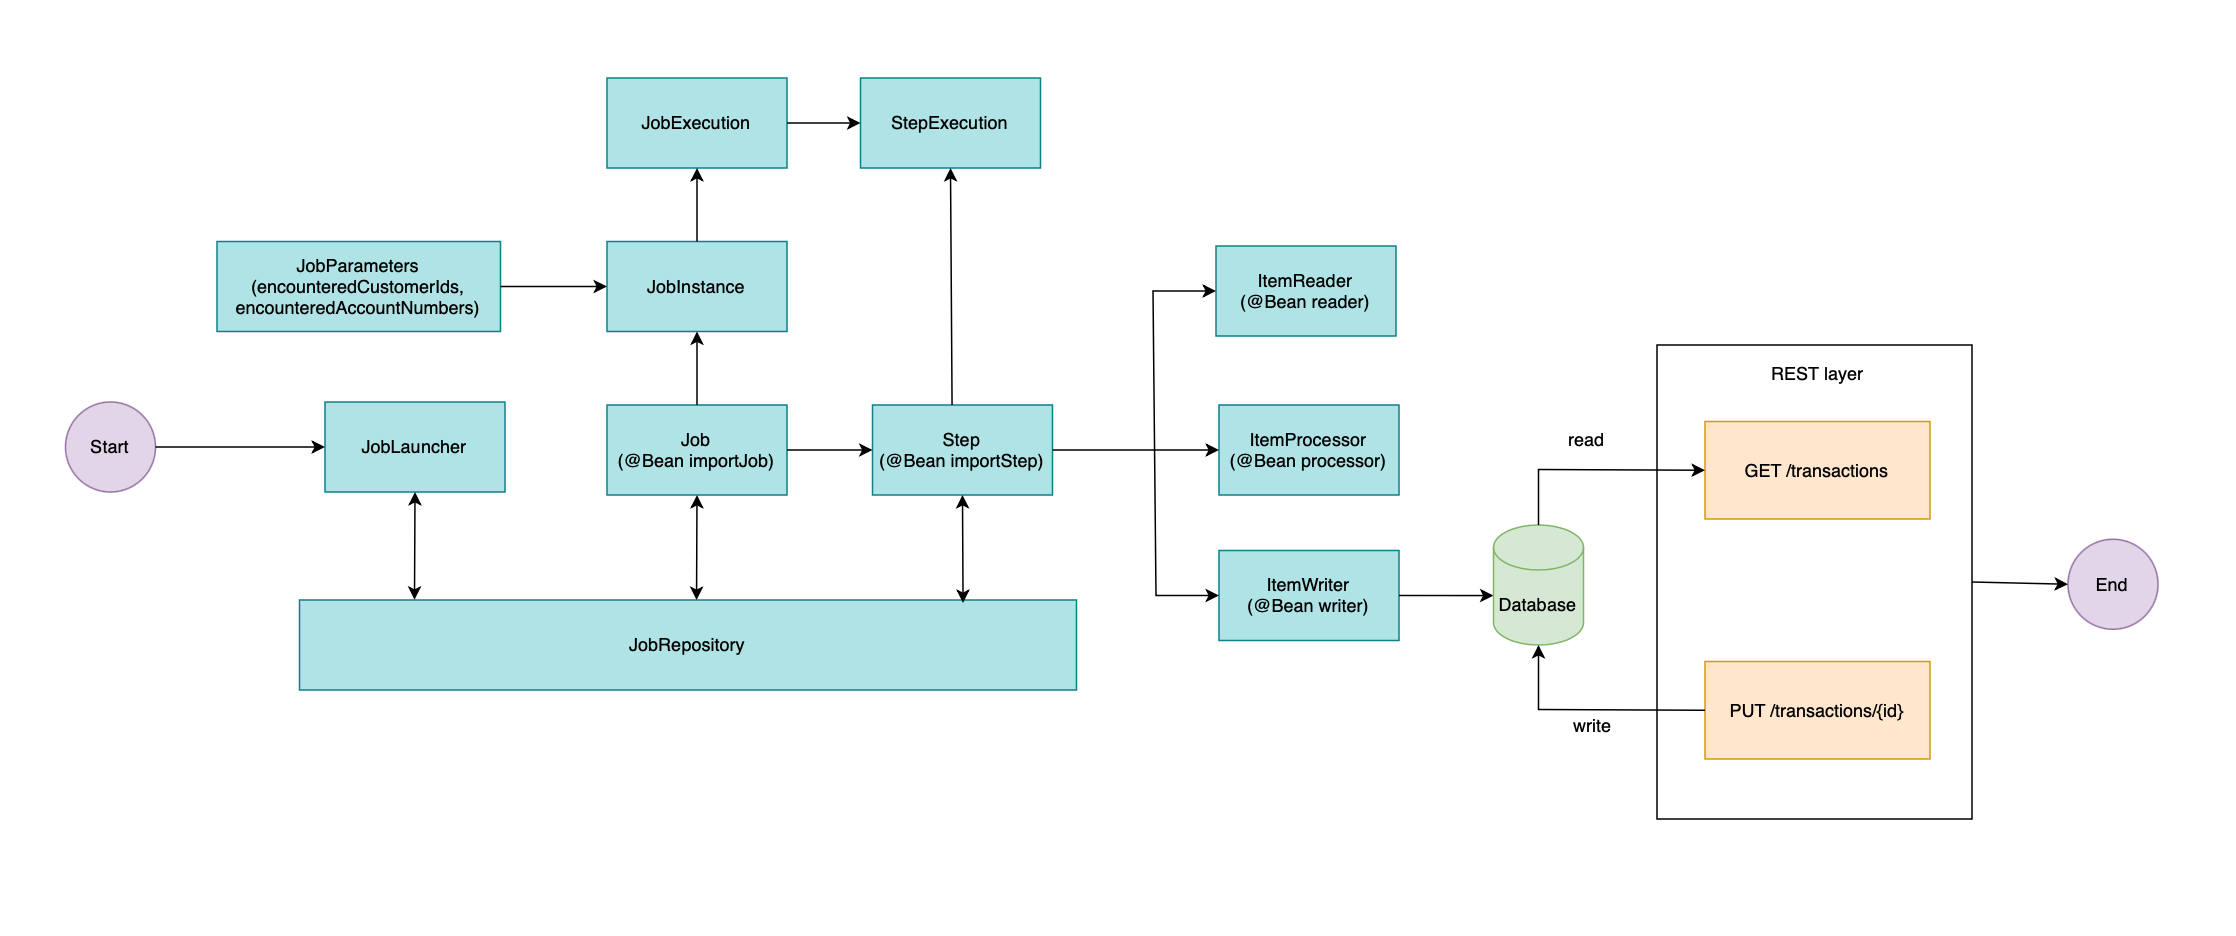 JobExecution
StepExecution
JobParameters
(encounteredCustomerIds,
encounteredAccountNumbers)
JobInstance
ItemReader
(@Bean reader)
REST layer
Start
JobLauncher
Job
(@Bean importJob)
Step
(@Bean importStep)
ItemProcessor
(@Bean processor)
read
GET /transactions
ItemWriter
(@Bean writer)
Database
End
JobRepository
write
PUT /transactions/{id}